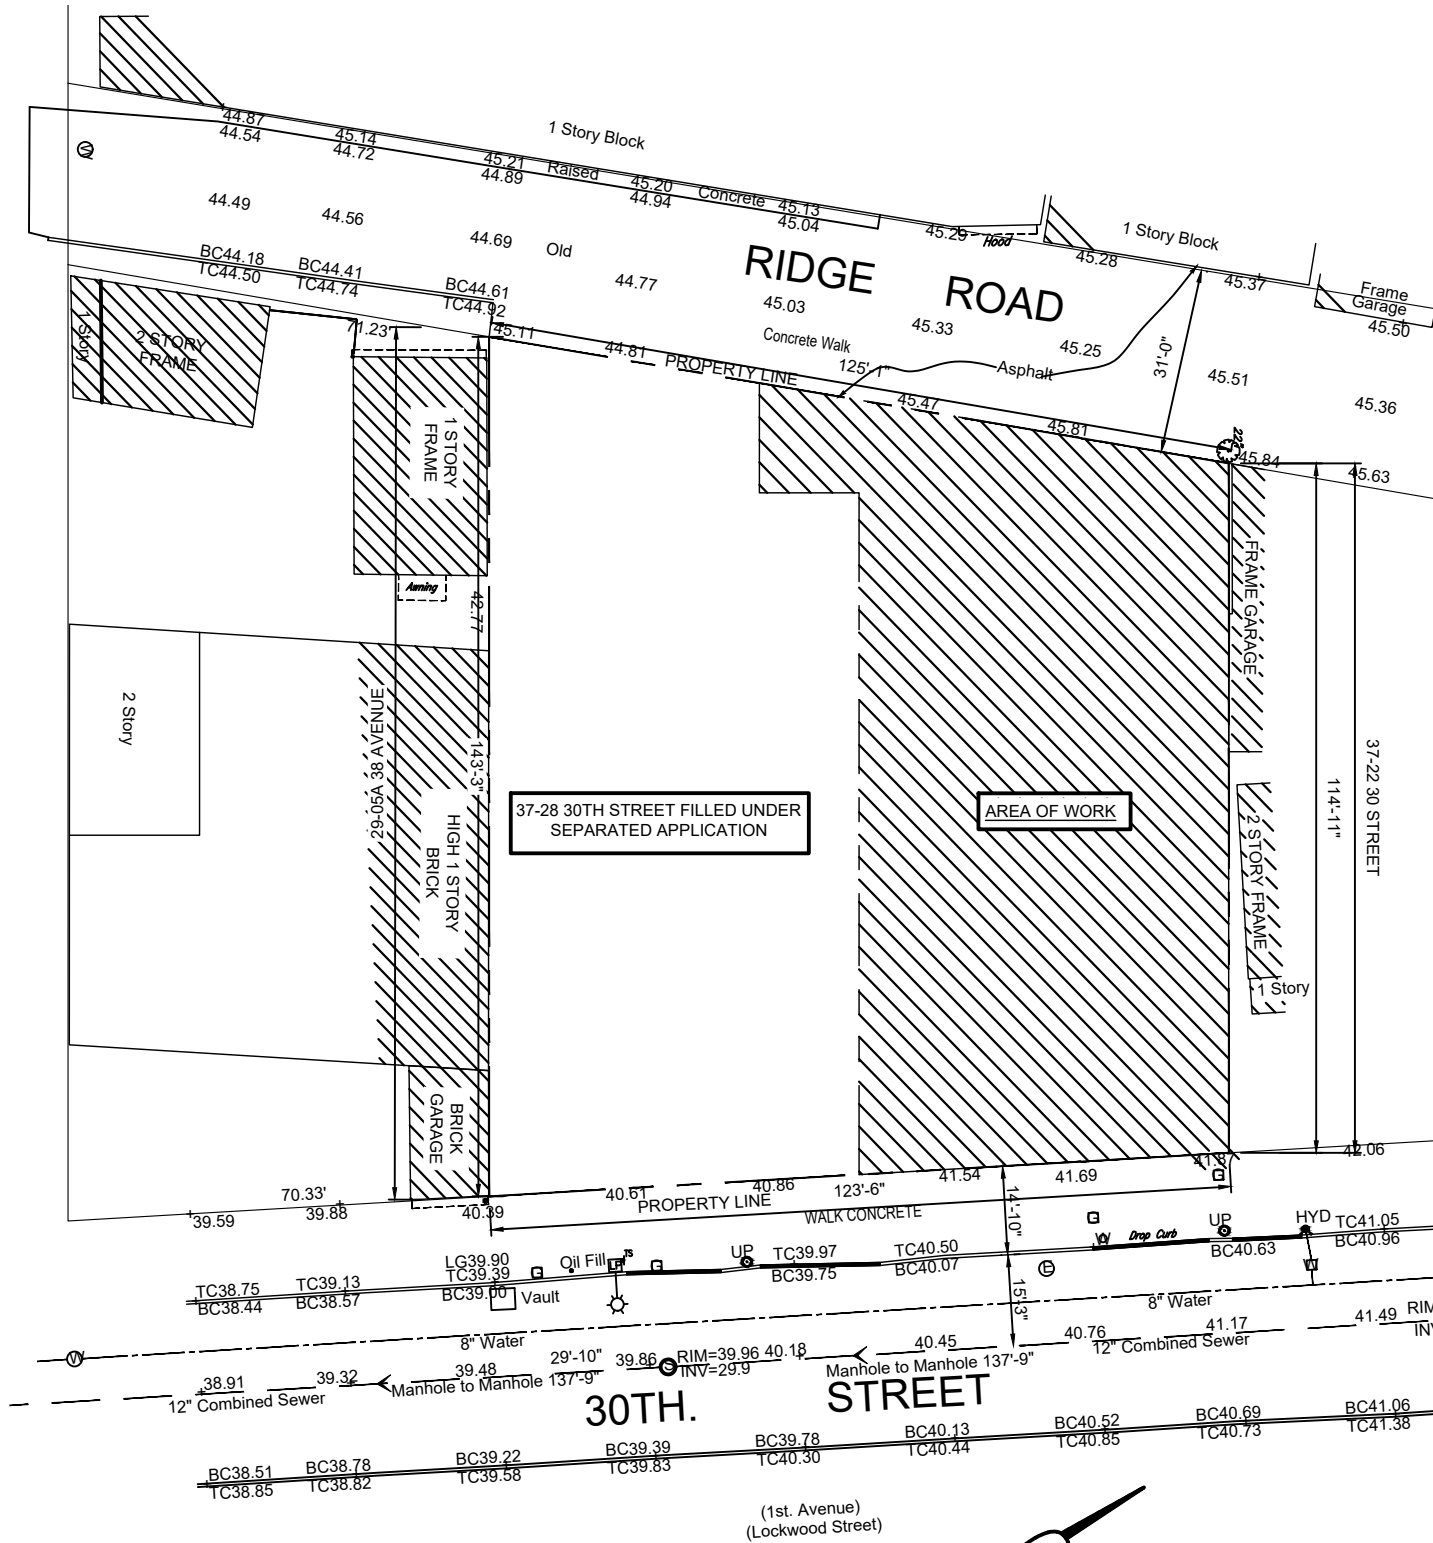 44.87
44.54
45.14
44.72
1 Story Block
45.21
44.89
Raised
45.20
44.94
Concrete
45.13
45.04
W
44.49
44.56
44.69
Old
44.77
45.03
RIDGE ROAD
45.29
Hood
1 Story Block
45.28
45.37
Frame
Garage
45.50
BC44.18
TC44.50
BC44.41
TC44.74
BC44.61
TC44.92
45.33
45.25
45.51
45.36
Concrete Walk
Asphalt
31'-0"
1 Story
2 STORY
FRAME
71.23'
45.11
44.81
PROPERTY LINE
125'-1"
45.47
45.81
22"
45.84
45.63
1 STORY
FRAME
Awning
42.77
FRAME GARAGE
2 Story
29-05A 38 AVENUE
143'-3"
HIGH 1 STORY
BRICK
37-28 30TH STREET FILLED UNDER
SEPARATED APPLICATION
AREA OF WORK
2 STORY FRAME
1 Story
114'-11"
37-22 30 STREET
BRICK
GARAGE
70.33'
39.59
39.88
40.39
40.61
PROPERTY LINE
40.86
123'-6"
WALK CONCRETE
41.54
41.69
41.87
42.06
14'-10"
G
G
W
Drop Curb
UP
HYD
TC41.05
BC40.96
BC40.63
LG39.90
TC39.39
BC39.00
Oil Fill
TS
G
G
UP
TC39.97
BC39.75
TC40.50
BC40.07
E
W
TC38.75
BC38.44
TC39.13
BC38.57
Vault
15'-3"
8" Water
8" Water
W
38.91
39.32
39.48
29'-10"
39.86
RIM=39.96
INV=29.9
40.18
40.45
40.76
41.17
41.49
RIM
INV
12" Combined Sewer
Manhole to Manhole 137'-9"
Manhole to Manhole 137'-9"
12" Combined Sewer
30TH. STREET
BC38.51
TC38.85
BC38.78
TC38.82
BC39.22
TC39.58
BC39.39
TC39.83
BC39.78
TC40.30
BC40.13
TC40.44
BC40.52
TC40.85
BC40.69
TC40.73
BC41.06
TC41.38
(1st. Avenue)
(Lockwood Street)